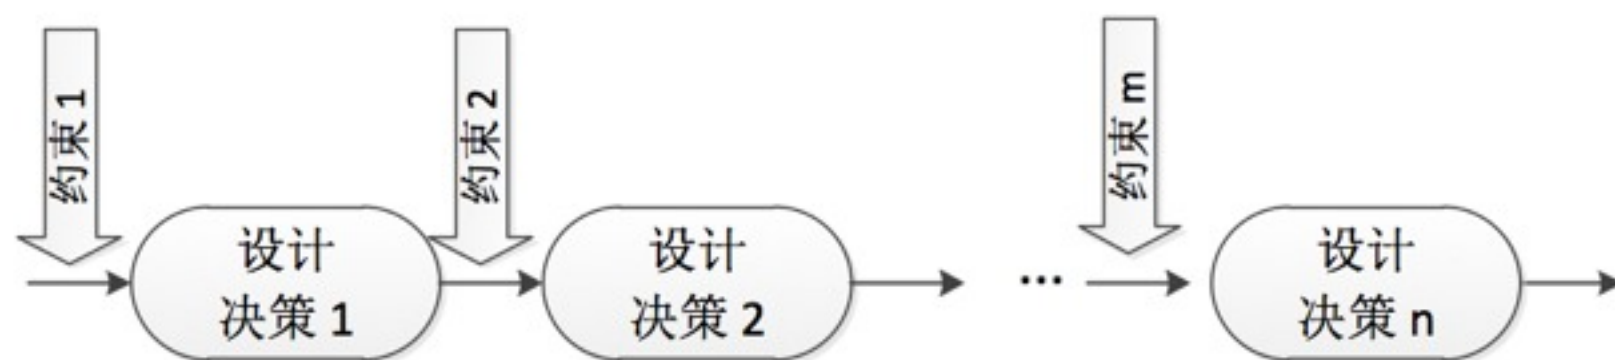 约束 1
约束 2
约束 m
设计
决策 1
设计
决策 2
...
设计
决策 n